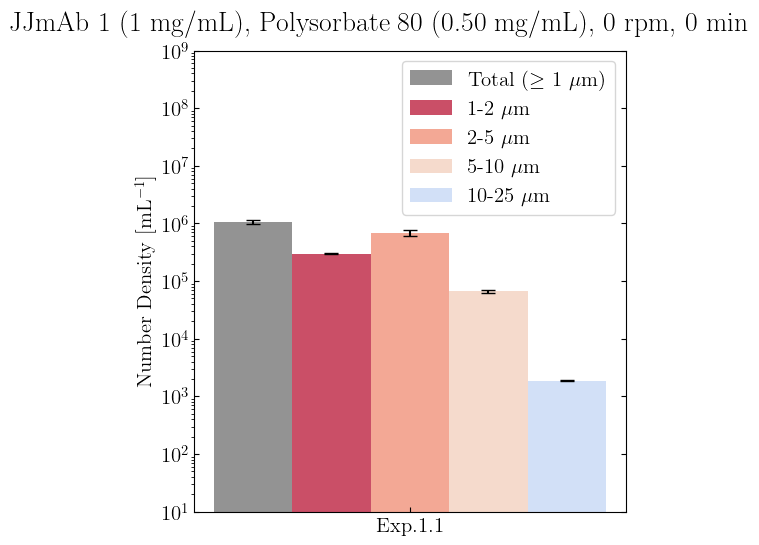 JJmAb 1 (1 mg/mL), Polysorbate 80 (0.50 mg/mL), 0 rpm, 0 min
Number Density [mL⁻¹]
10⁹
10⁸
10⁷
10⁶
10⁵
10⁴
10³
10²
10¹
Total (≥ 1 μm)
1-2 μm
2-5 μm
5-10 μm
10-25 μm
Exp.1.1